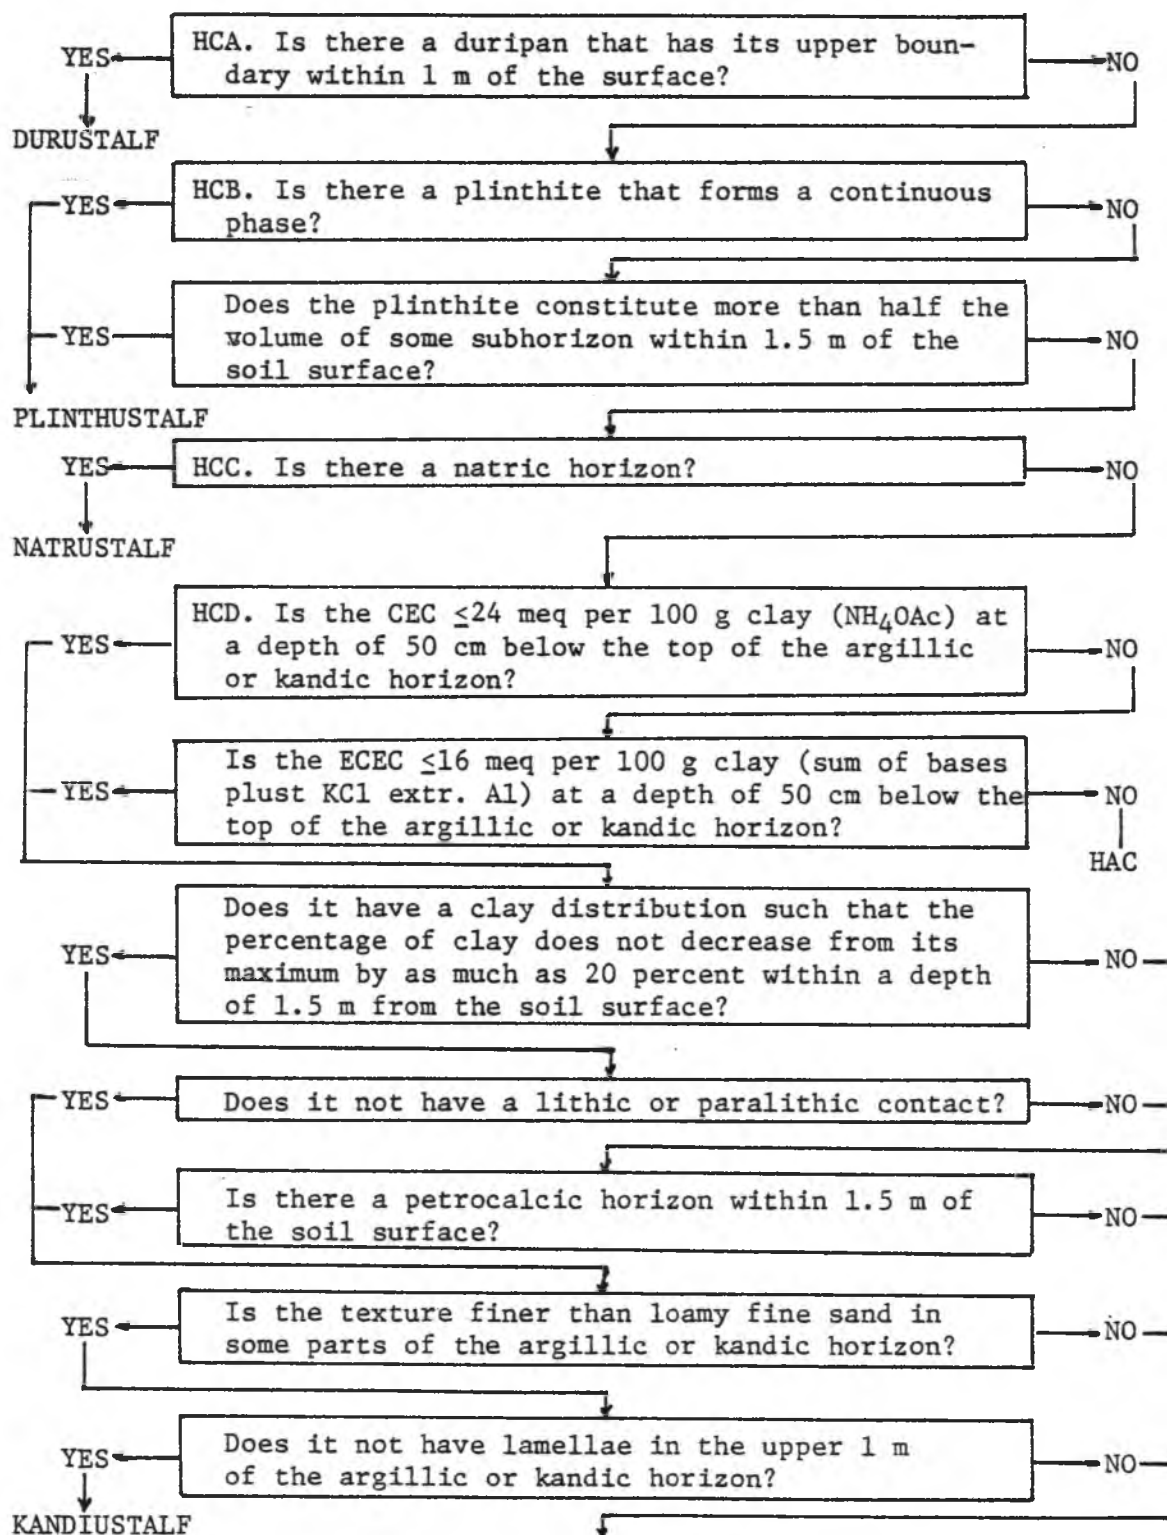 HCA. Is there a duripan that has its upper boun-
YES
dary within 1 m of the surface?
NO
DURUSTALF
HCB. Is there a plinthite that forms a continuous
YES
phase?
NO
Does the plinthite constitute more than half the
YES
volume of some subhorizon within 1.5 m of the
NO
soil surface?
PLINTHUSTALF
YES
HCC. Is there a natric horizon?
NO
NATRUSTALF
HCD. Is the CEC ≤24 meq per 100 g clay (NH₄OAc) at
YES
a depth of 50 cm below the top of the argillic
NO
or kandic horizon?
Is the ECEC ≤16 meq per 100 g clay (sum of bases
YES
plust KCl extr. Al) at a depth of 50 cm below the
NO
top of the argillic or kandic horizon?
HAC
Does it have a clay distribution such that the
percentage of clay does not decrease from its
YES
maximum by as much as 20 percent within a depth
NO
of 1.5 m from the soil surface?
YES
Does it not have a lithic or paralithic contact?
NO
Is there a petrocalcic horizon within 1.5 m of
YES
the soil surface?
NO
Is the texture finer than loamy fine sand in
YES
some parts of the argillic or kandic horizon?
NO
Does it not have lamellae in the upper 1 m
YES
of the argillic or kandic horizon?
NO
KANDIUSTALF